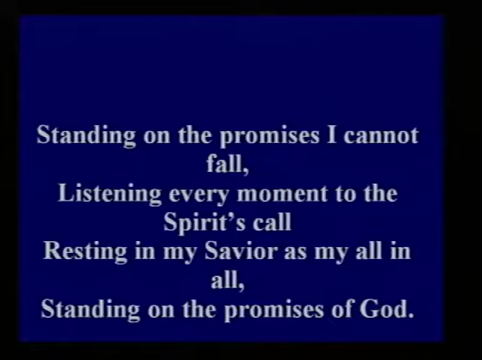 Standing on the promises I cannot
fall,
Listening every moment to the
Spirit's call
Resting in my Savior as my all in
all,
Standing on the promises of God.